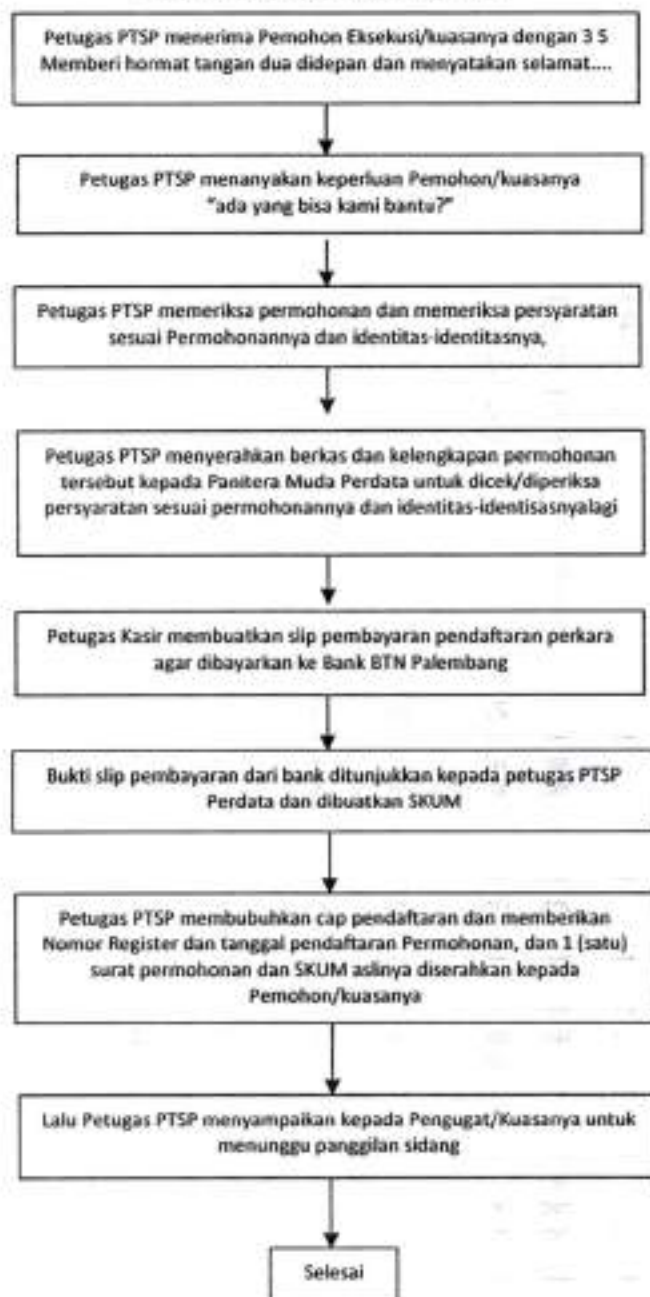 Petugas PTSP menerima Pemohon Eksekusi/kuasanya dengan 3 S
Memberi hormat tangan dua didepan dan menyatakan selamat....
Petugas PTSP menanyakan keperluan Pemohon/kuasanya
"ada yang bisa kami bantu?"
Petugas PTSP memeriksa permohonan dan memeriksa persyaratan
sesuai Permohonannya dan identitas-identitasnya,
Petugas PTSP menyerahkan berkas dan kelengkapan permohonan
tersebut kepada Panitera Muda Perdata untuk dicek/diperiksa
persyaratan sesuai permohonannya dan identitas-identisasnyalagi
Petugas Kasir membuatkan slip pembayaran pendaftaran perkara
agar dibayarkan ke Bank BTN Palembang
Bukti slip pembayaran dari bank ditunjukkan kepada petugas PTSP
Perdata dan dibuatkan SKUM
Petugas PTSP membubuhkan cap pendaftaran dan memberikan
Nomor Register dan tanggal pendaftaran Permohonan, dan 1 (satu)
surat permohonan dan SKUM aslinya diserahkan kepada
Pemohon/kuasanya
Lalu Petugas PTSP menyampaikan kepada Pengugat/Kuasanya untuk
menunggu panggilan sidang
Selesai